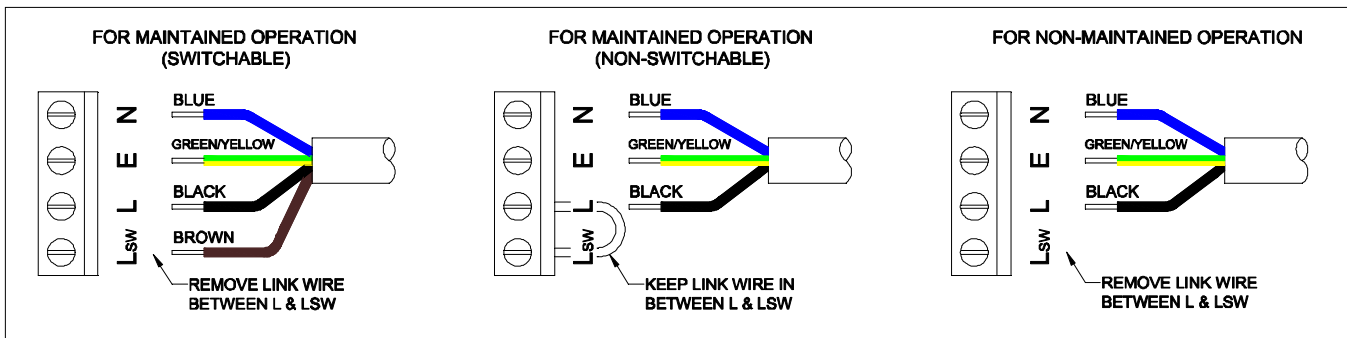 FOR MAINTAINED OPERATION
(SWITCHABLE)
N
BLUE
E
GREEN/YELLOW
L
BLACK
LSW
BROWN
REMOVE LINK WIRE
BETWEEN L & LSW
FOR MAINTAINED OPERATION
(NON-SWITCHABLE)
N
BLUE
E
GREEN/YELLOW
L
BLACK
LSW
KEEP LINK WIRE IN
BETWEEN L & LSW
FOR NON-MAINTAINED OPERATION
N
BLUE
E
GREEN/YELLOW
L
BLACK
LSW
REMOVE LINK WIRE
BETWEEN L & LSW